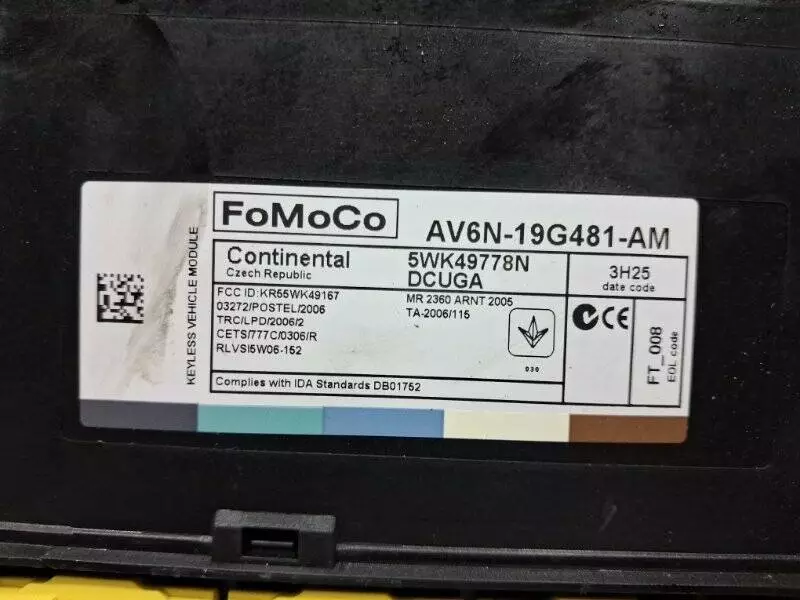 KEYLESS VEHICLE MODULE
FoMoCo
AV6N-19G481-AM
Continental
Czech Republic
5WK49778N
DCUGA
3H25
date code
FCC ID:KR55WK49167
03272/POSTEL/2006
TRC/LPD/2006/2
CETS/777C/0306/R
RLVSI5W06-152
MR 2360 ARNT 2005
TA-2006/115
030
CE
FT_008
EOL code
Complies with IDA Standards DB01752